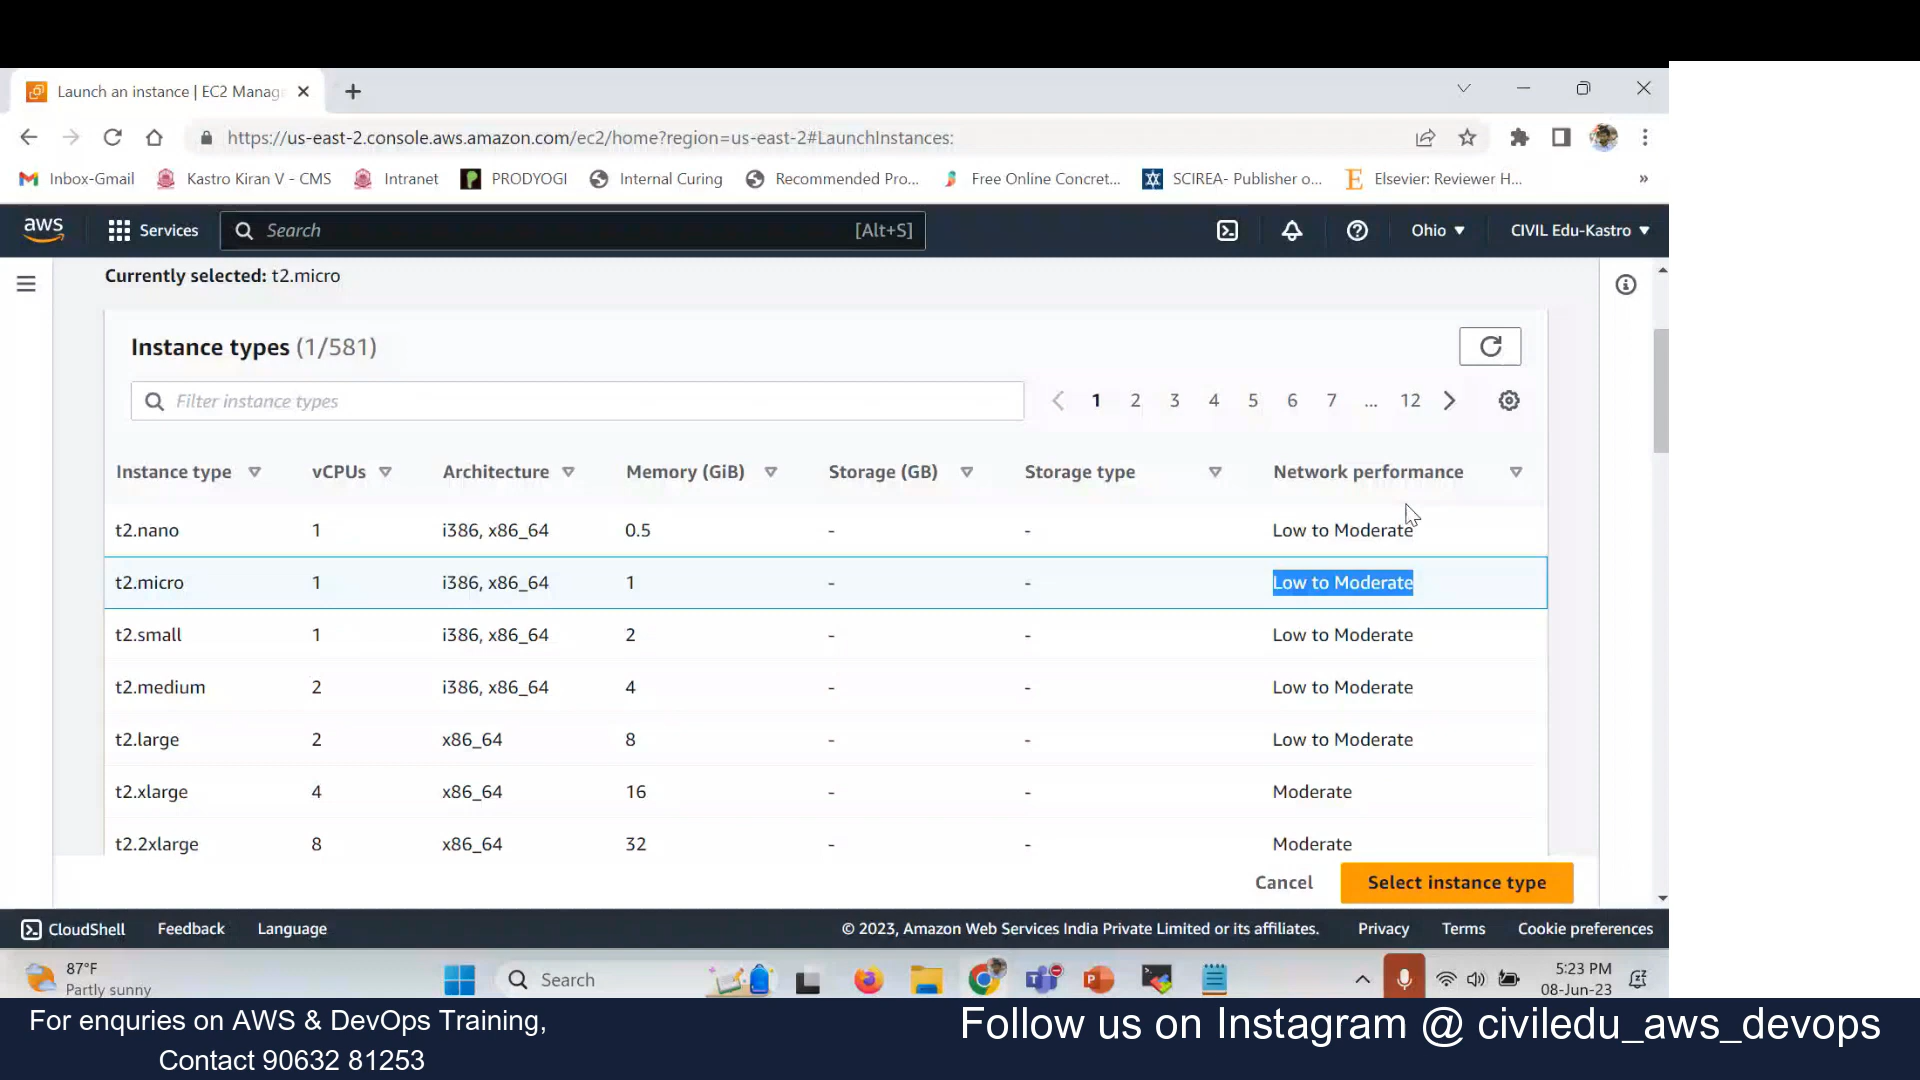 Launch an instance | EC2 Manag
https://us-east-2.console.aws.amazon.com/ec2/home?region=us-east-2#LaunchInstances:
Inbox-Gmail Kastro Kiran V - CMS Intranet PRODYOGI Internal Curing Recommended Pro... Free Online Concret... SCIREA- Publisher o... Elsevier: Reviewer H... »
aws Services Search [Alt+S] Ohio CIVIL Edu-Kastro
Currently selected: t2.micro
Instance types (1/581)
Filter instance types 1 2 3 4 5 6 7 ... 12
Instance type vCPUs Architecture Memory (GiB) Storage (GB) Storage type Network performance
t2.nano 1 i386, x86_64 0.5 - - Low to Moderate
t2.micro 1 i386, x86_64 1 - - Low to Moderate
t2.small 1 i386, x86_64 2 - - Low to Moderate
t2.medium 2 i386, x86_64 4 - - Low to Moderate
t2.large 2 x86_64 8 - - Low to Moderate
t2.xlarge 4 x86_64 16 - - Moderate
t2.2xlarge 8 x86_64 32 - - Moderate
Cancel Select instance type
CloudShell Feedback Language © 2023, Amazon Web Services India Private Limited or its affiliates. Privacy Terms Cookie preferences
87°F
Partly sunny
Search
5:23 PM
08-Jun-23
For enquries on AWS & DevOps Training,
Contact 90632 81253
Follow us on Instagram @ civiledu_aws_devops